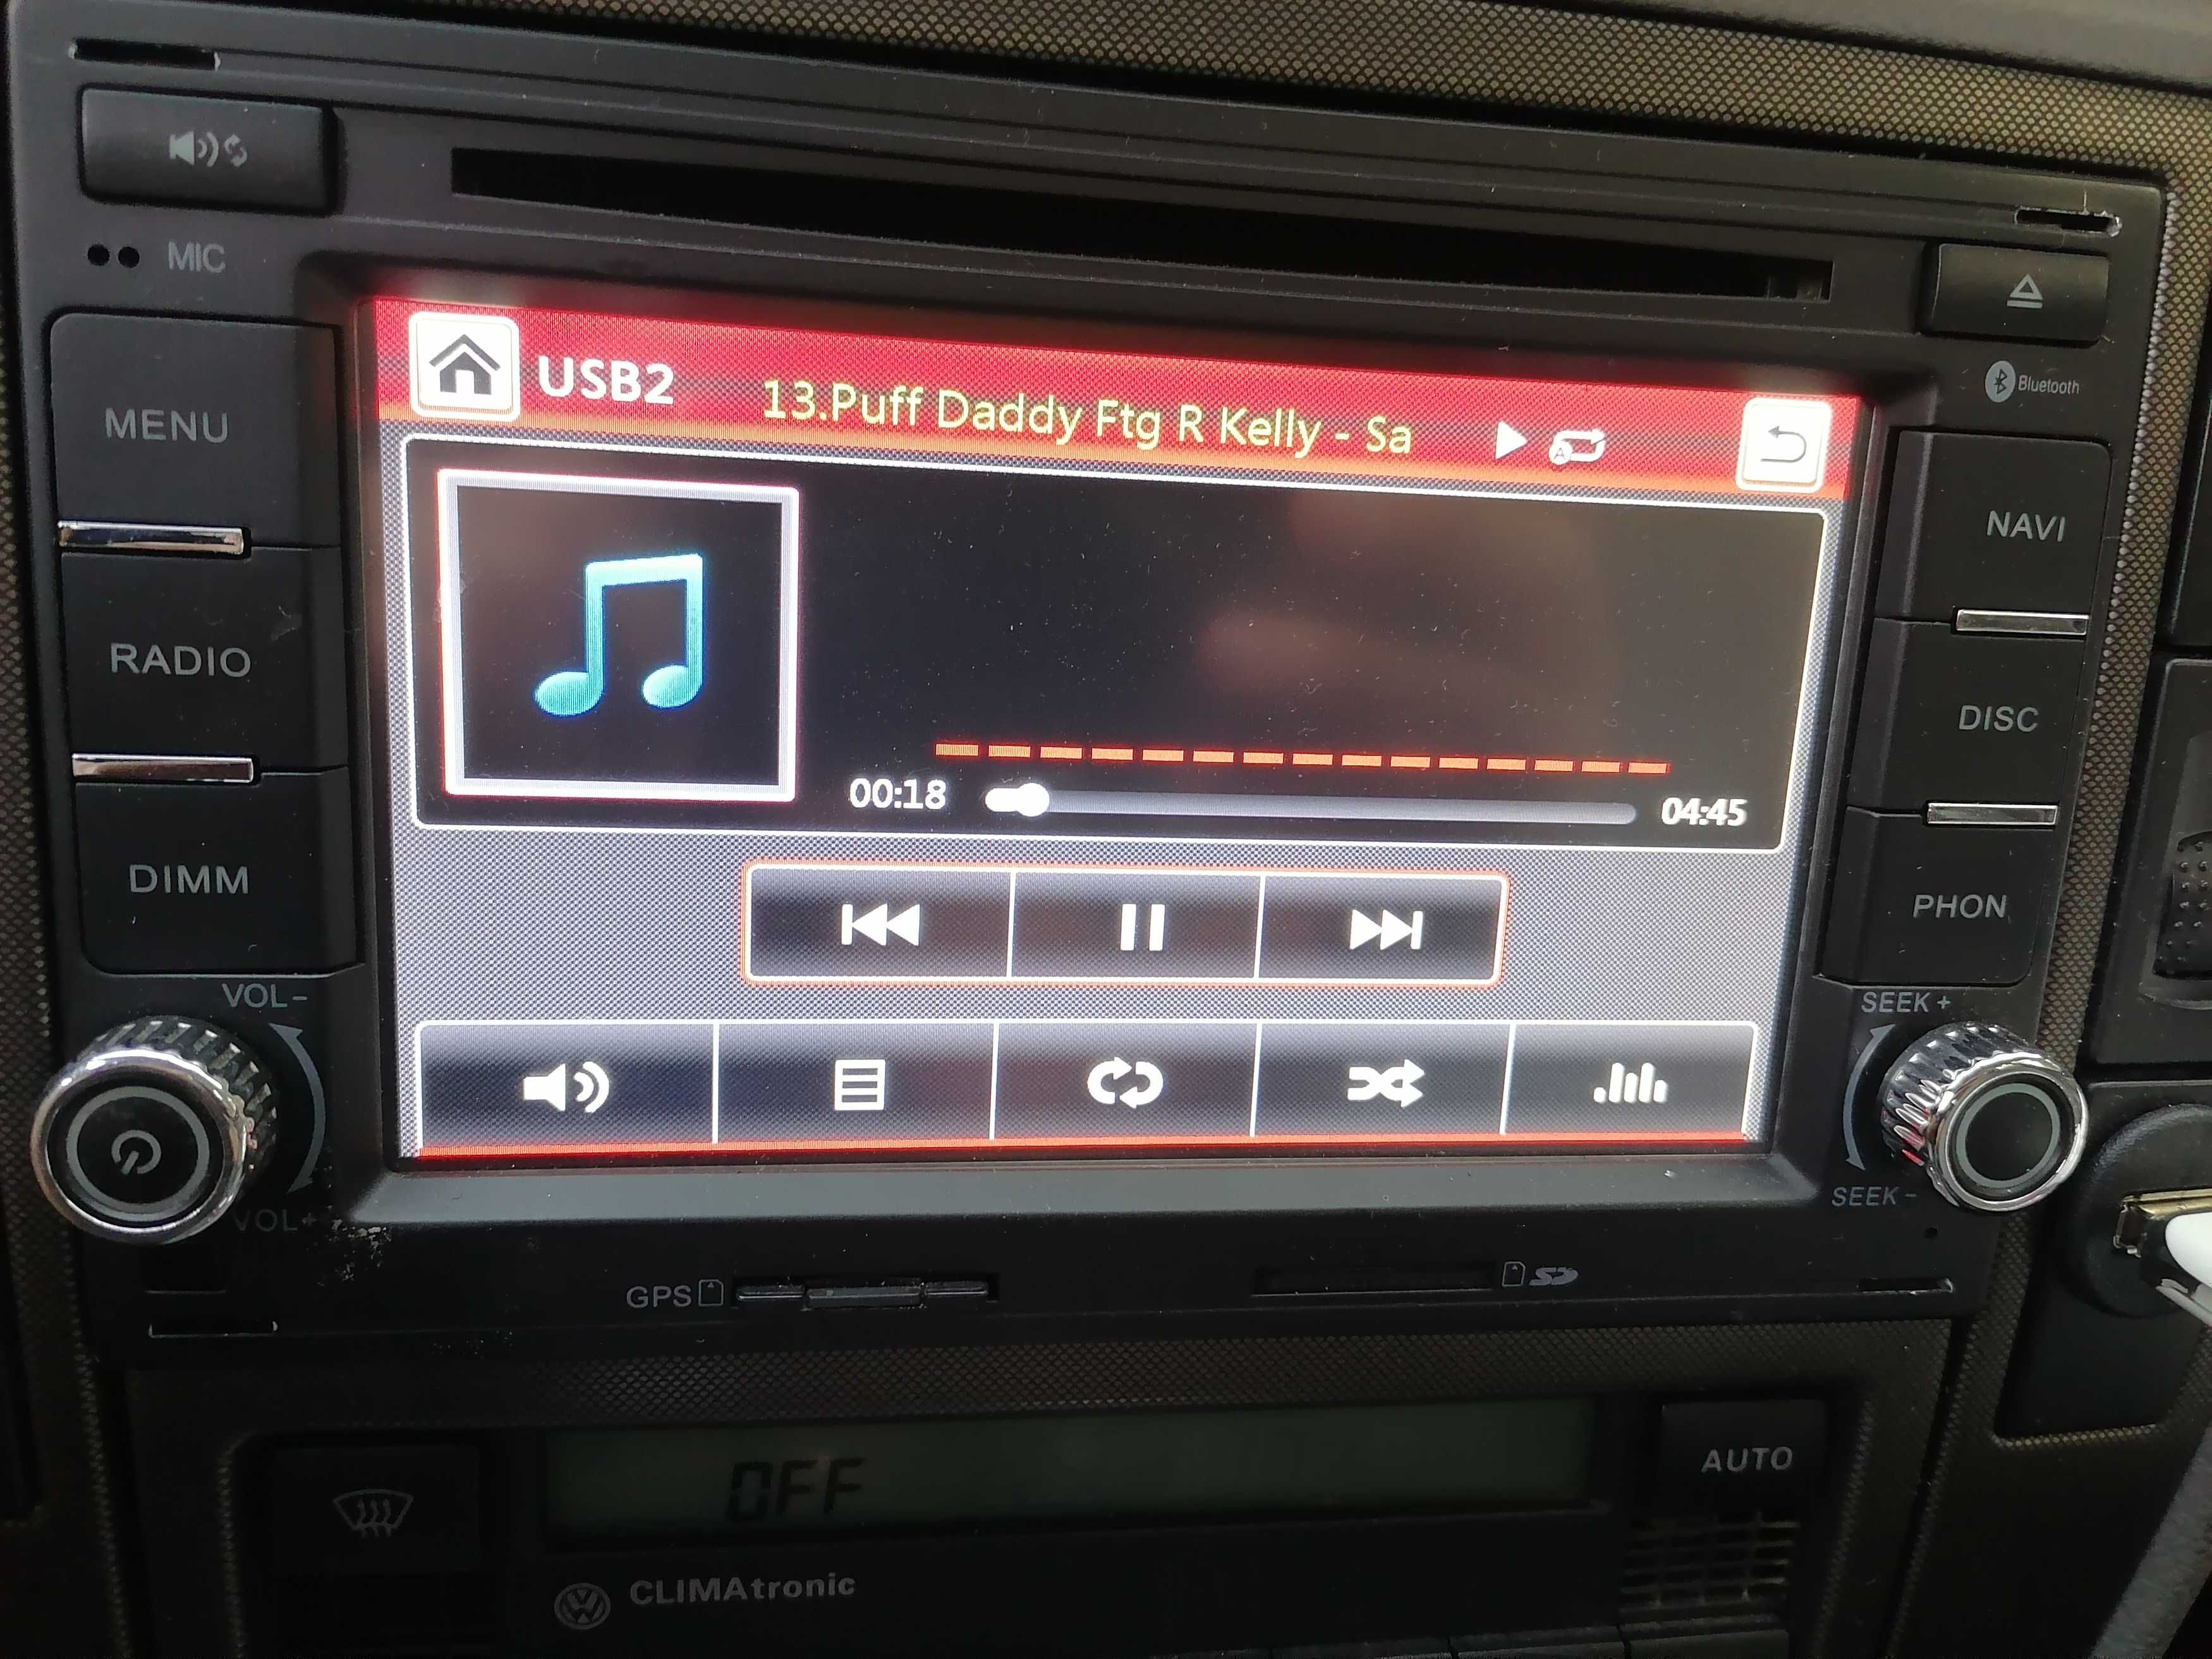 MIC
MENU
RADIO
DIMM
VOL-
VOL+
USB2
13.Puff Daddy Ftg R Kelly - Sa
A
00:18
04:45
Bluetooth
NAVI
DISC
PHON
SEEK +
SEEK -
GPS
SD
OFF
AUTO
CLIMAtronic